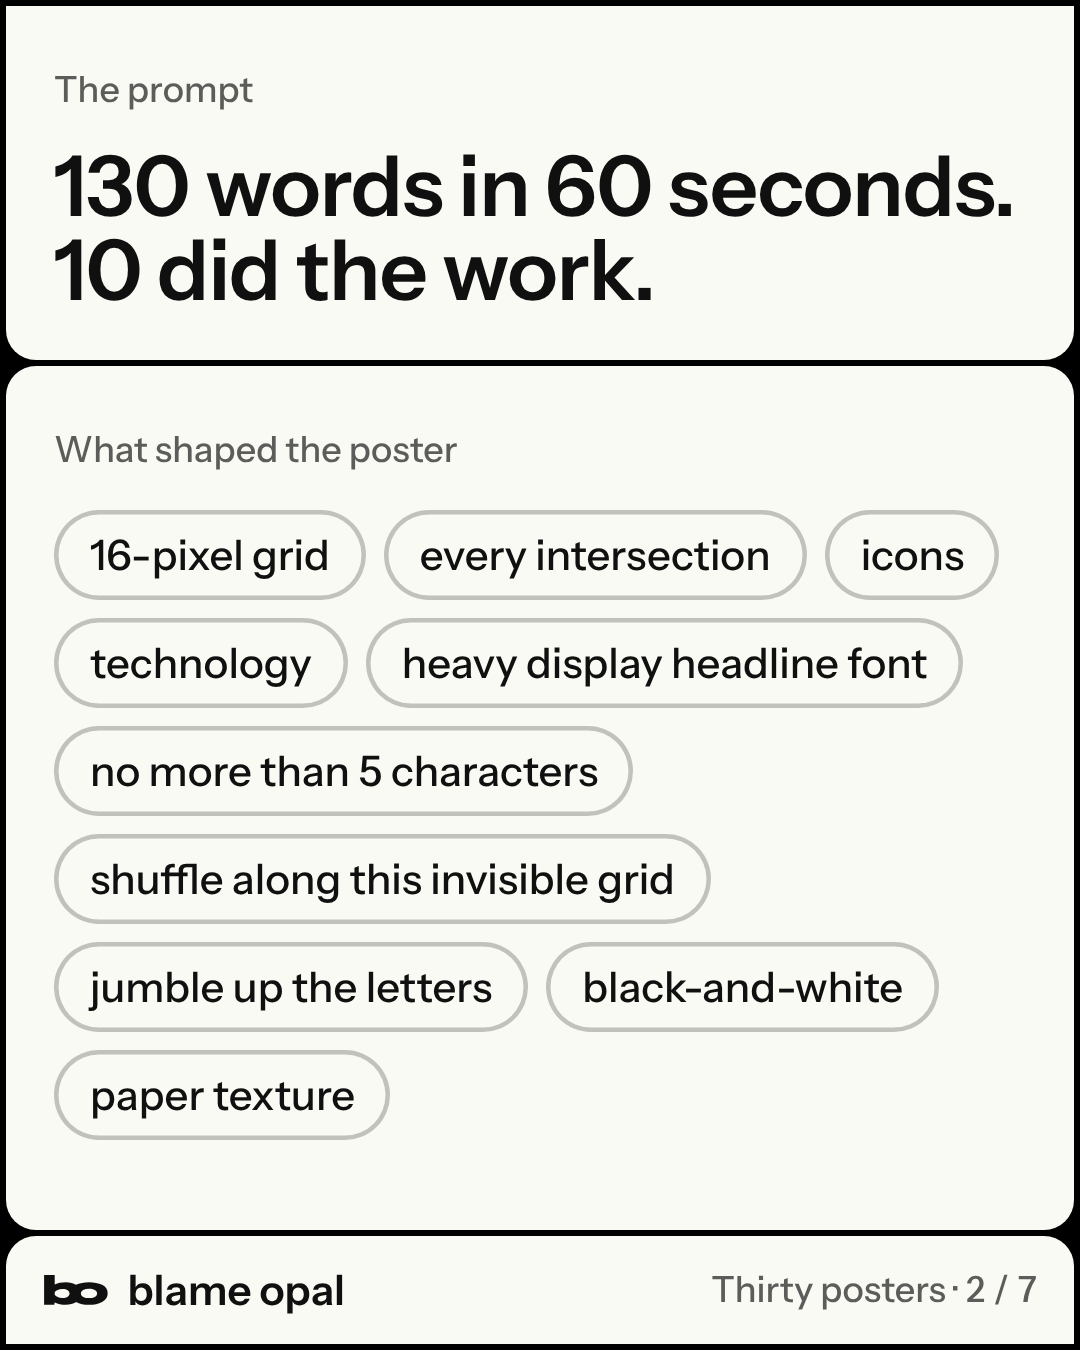 The prompt
130 words in 60 seconds.
10 did the work.
What shaped the poster
16-pixel grid every intersection icons
technology heavy display headline font
no more than 5 characters
shuffle along this invisible grid
jumble up the letters black-and-white
paper texture
bo blame opal Thirty posters · 2 / 7